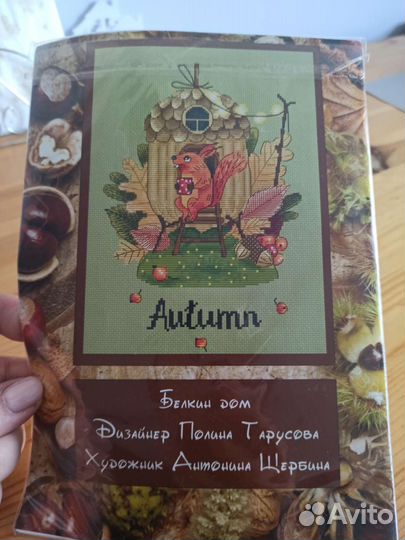 Autumn
Белкин дом
Дизайнер Полина Тарусова
Художник Антонина Щербина
Avito